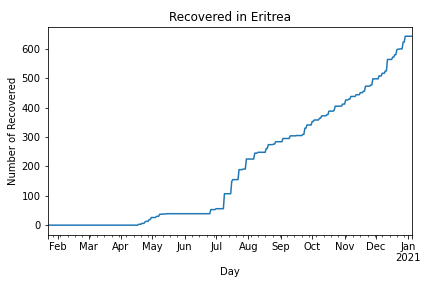 Recovered in Eritrea
Number of Recovered
600
500
400
300
200
100
0
Feb Mar Apr May Jun Jul Aug Sep Oct Nov Dec Jan
2021
Day